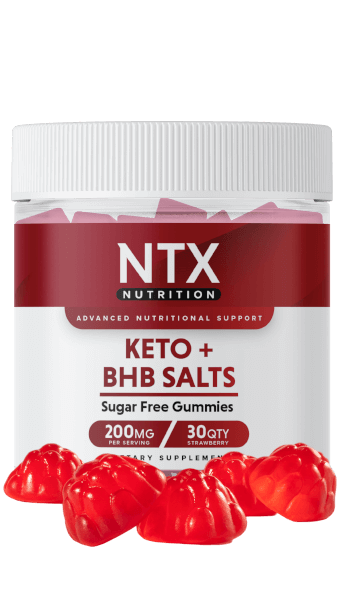 NTX
NUTRITION
ADVANCED NUTRITIONAL SUPPORT
KETO +
BHB SALTS
Sugar Free Gummies
200MG / 30QTY
PER SERVING STRAWBERRY